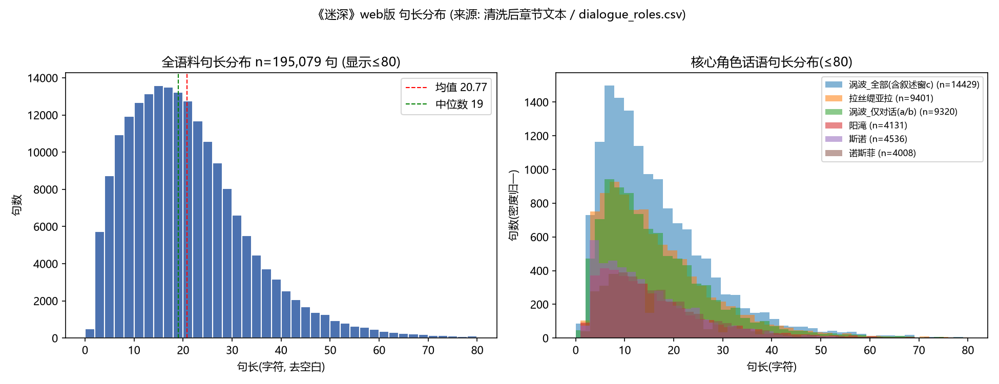 《迷深》web版 句长分布 (来源: 清洗后章节文本 / dialogue_roles.csv)
全语料句长分布 n=195,079 句 (显示≤80)
均值 20.77
中位数 19
句数
14000
12000
10000
8000
6000
4000
2000
0
0 10 20 30 40 50 60 70 80
句长(字符, 去空白)
核心角色话语句长分布(≤80)
涡波_全部(含叙述窗c) (n=14429)
拉丝缇亚拉 (n=9401)
涡波_仅对话(a/b) (n=9320)
阳滝 (n=4131)
斯诺 (n=4536)
诺斯菲 (n=4008)
句数(密度归一)
1400
1200
1000
800
600
400
200
0
0 10 20 30 40 50 60 70 80
句长(字符)